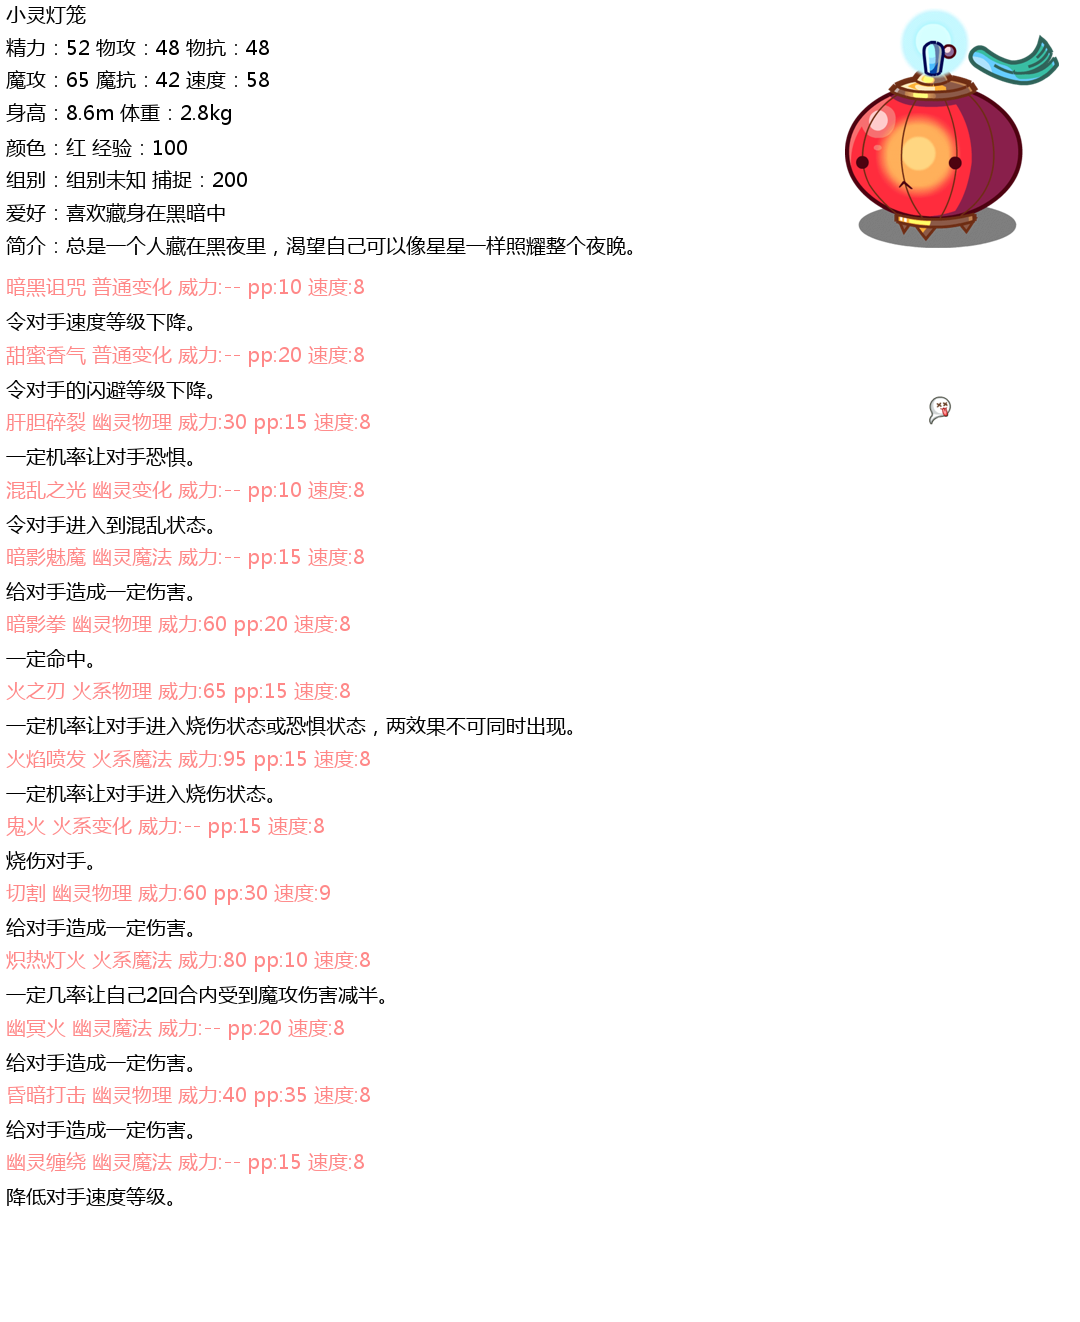 小灵灯笼
精力：52 物攻：48 物抗：48
魔攻：65 魔抗：42 速度：58
身高：8.6m 体重：2.8kg
颜色：红 经验：100
组别：组别未知 捕捉：200
爱好：喜欢藏身在黑暗中
简介：总是一个人藏在黑夜里，渴望自己可以像星星一样照耀整个夜晚。
暗黑诅咒 普通变化 威力:-- pp:10 速度:8
令对手速度等级下降。
甜蜜香气 普通变化 威力:-- pp:20 速度:8
令对手的闪避等级下降。
肝胆碎裂 幽灵物理 威力:30 pp:15 速度:8
一定机率让对手恐惧。
混乱之光 幽灵变化 威力:-- pp:10 速度:8
令对手进入到混乱状态。
暗影魅魔 幽灵魔法 威力:-- pp:15 速度:8
给对手造成一定伤害。
暗影拳 幽灵物理 威力:60 pp:20 速度:8
一定命中。
火之刃 火系物理 威力:65 pp:15 速度:8
一定机率让对手进入烧伤状态或恐惧状态，两效果不可同时出现。
火焰喷发 火系魔法 威力:95 pp:15 速度:8
一定机率让对手进入烧伤状态。
鬼火 火系变化 威力:-- pp:15 速度:8
烧伤对手。
切割 幽灵物理 威力:60 pp:30 速度:9
给对手造成一定伤害。
炽热灯火 火系魔法 威力:80 pp:10 速度:8
一定几率让自己2回合内受到魔攻伤害减半。
幽冥火 幽灵魔法 威力:-- pp:20 速度:8
给对手造成一定伤害。
昏暗打击 幽灵物理 威力:40 pp:35 速度:8
给对手造成一定伤害。
幽灵缠绕 幽灵魔法 威力:-- pp:15 速度:8
降低对手速度等级。